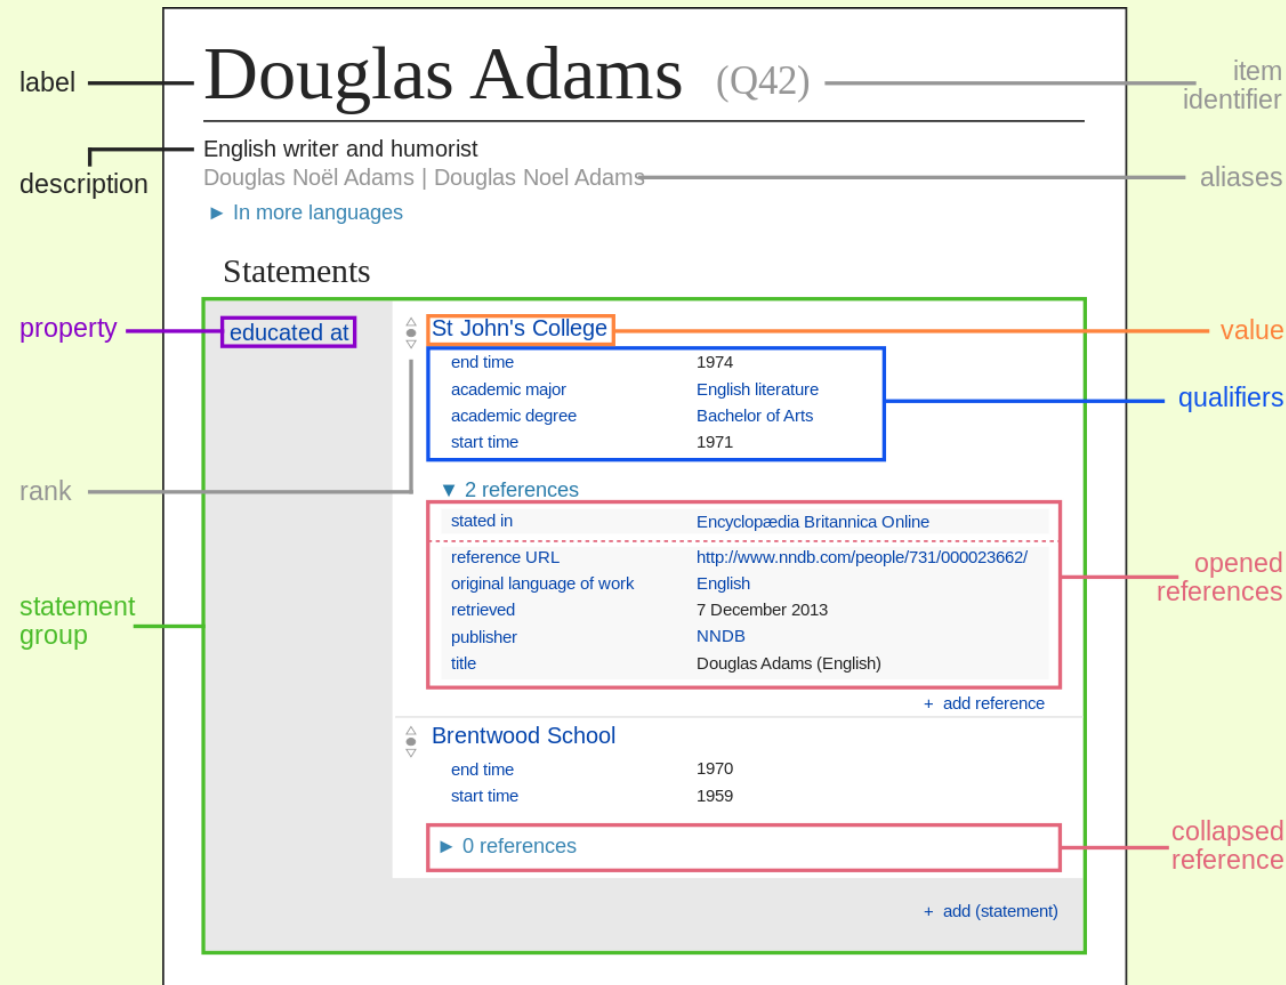 label
Douglas Adams (Q42)
item
identifier
description
English writer and humorist
Douglas Noël Adams | Douglas Noel Adams
aliases
► In more languages
Statements
property
educated at
St John's College
value
end time 1974
academic major English literature
academic degree Bachelor of Arts
start time 1971
qualifiers
rank
▼ 2 references
stated in Encyclopædia Britannica Online
reference URL http://www.nndb.com/people/731/000023662/
original language of work English
retrieved 7 December 2013
publisher NNDB
title Douglas Adams (English)
opened
references
statement
group
+ add reference
Brentwood School
end time 1970
start time 1959
► 0 references
collapsed
reference
+ add (statement)